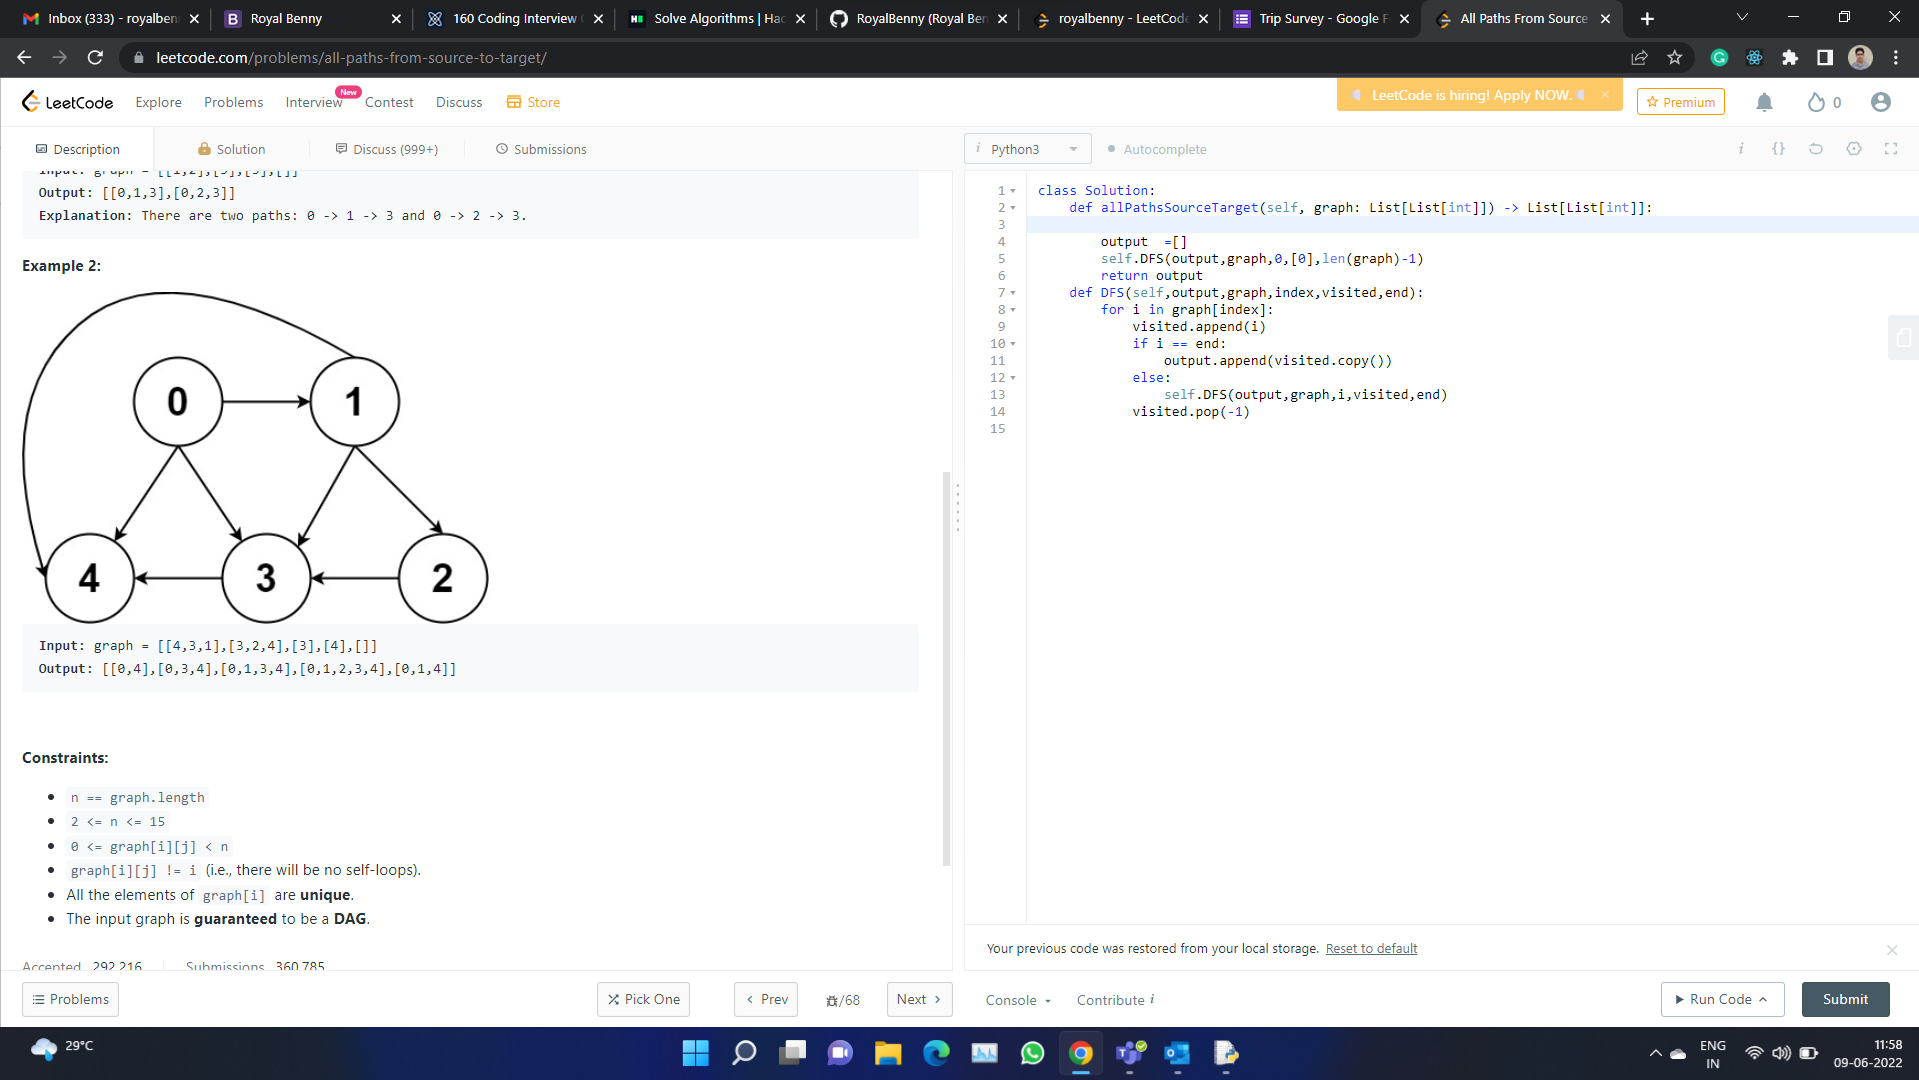 Inbox (333) - royalben
Royal Benny
160 Coding Interview
Solve Algorithms | Hac
RoyalBenny (Royal Ben
royalbenny - LeetCode
Trip Survey - Google F
All Paths From Source
leetcode.com/problems/all-paths-from-source-to-target/
LeetCode
Explore
Problems
Interview
New
Contest
Discuss
Store
LeetCode is hiring! Apply NOW.
Premium
0
Description
Solution
Discuss (999+)
Submissions
i Python3
Autocomplete
Input: graph = [[1,2],[3],[3],[]]
Output: [[0,1,3],[0,2,3]]
Explanation: There are two paths: 0 -> 1 -> 3 and 0 -> 2 -> 3.
Example 2:
0
1
4
3
2
Input: graph = [[4,3,1],[3,2,4],[3],[4],[]]
Output: [[0,4],[0,3,4],[0,1,3,4],[0,1,2,3,4],[0,1,4]]
Constraints:
n == graph.length
2 <= n <= 15
0 <= graph[i][j] < n
graph[i][j] != i (i.e., there will be no self-loops).
All the elements of graph[i] are unique.
The input graph is guaranteed to be a DAG.
Accepted 292,216
Submissions 360,785
1 class Solution:
2 def allPathsSourceTarget(self, graph: List[List[int]]) -> List[List[int]]:
3
4 output =[]
5 self.DFS(output,graph,0,[0],len(graph)-1)
6 return output
7 def DFS(self,output,graph,index,visited,end):
8 for i in graph[index]:
9 visited.append(i)
10 if i == end:
11 output.append(visited.copy())
12 else:
13 self.DFS(output,graph,i,visited,end)
14 visited.pop(-1)
15
Your previous code was restored from your local storage. Reset to default
Problems
Pick One
Prev
/68
Next
Console
Contribute i
Run Code
Submit
29°C
ENG
IN
11:58
09-06-2022